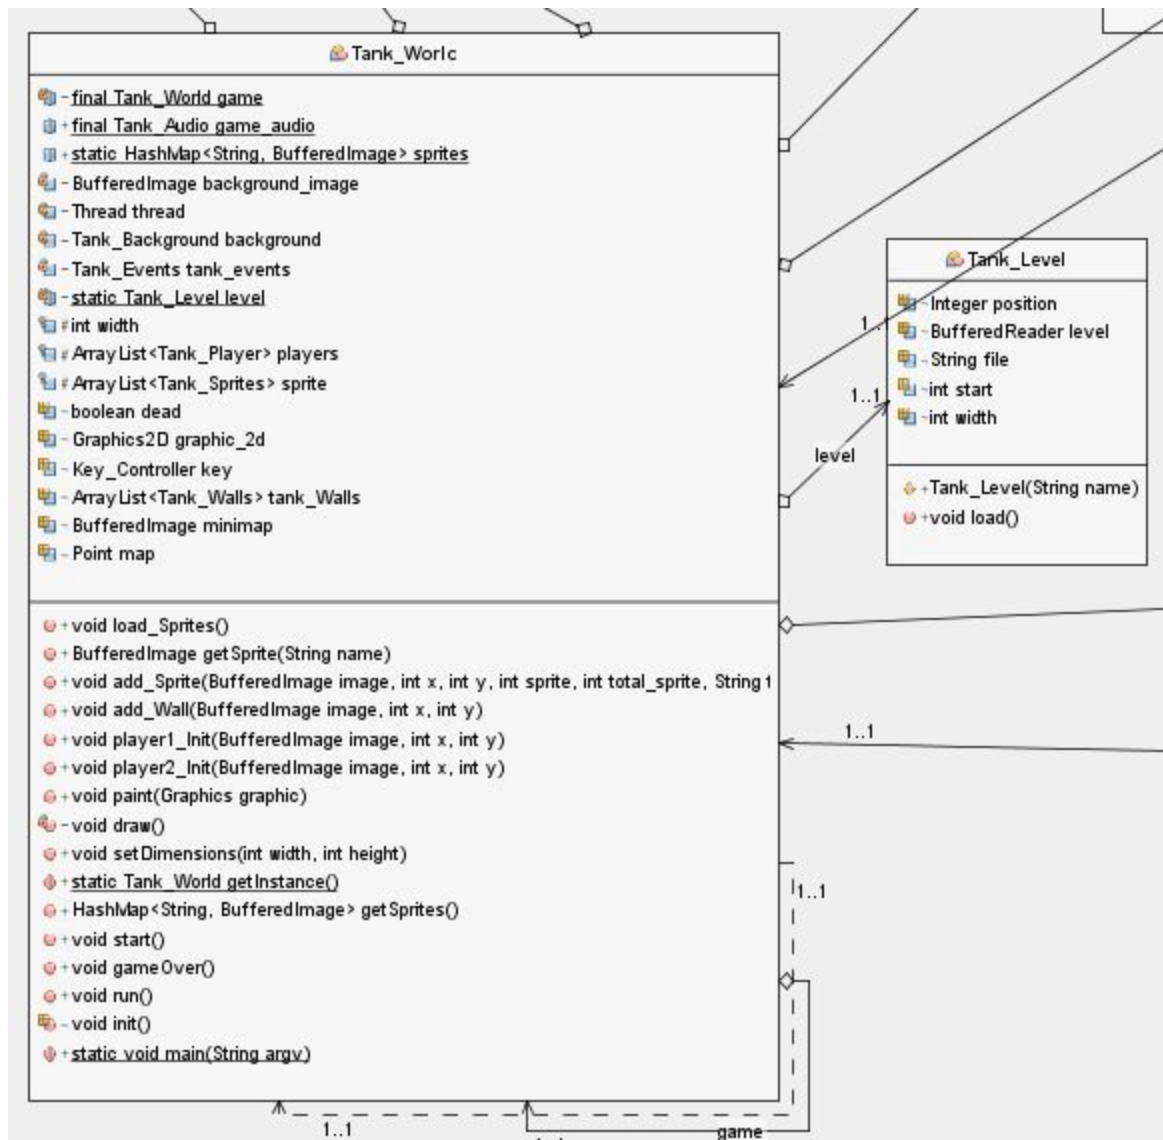 Tank_Worlc
- final Tank_World game
+ final Tank_Audio game_audio
+ static HashMap<String, BufferedImage> sprites
- BufferedImage background_image
- Thread thread
- Tank_Background background
- Tank_Events tank_events
- static Tank_Level level
# int width
# ArrayList<Tank_Player> players
# ArrayList<Tank_Sprites> sprite
~ boolean dead
~ Graphics2D graphic_2d
~ Key_Controller key
~ ArrayList<Tank_Walls> tank_Walls
~ BufferedImage minimap
~ Point map
+ void load_Sprites()
+ BufferedImage getSprite(String name)
+ void add_Sprite(BufferedImage image, int x, int y, int sprite, int total_sprite, String t
+ void add_Wall(BufferedImage image, int x, int y)
+ void player1_Init(BufferedImage image, int x, int y)
+ void player2_Init(BufferedImage image, int x, int y)
+ void paint(Graphics graphic)
- void draw()
+ void setDimensions(int width, int height)
+ static Tank_World getInstance()
+ HashMap<String, BufferedImage> getSprites()
+ void start()
+ void gameOver()
+ void run()
~ void init()
+ static void main(String argv)
Tank_Level
~ Integer position
~ BufferedReader level
~ String file
~ int start
~ int width
+ Tank_Level(String name)
+ void load()
1..1
level
1..1
1..1
1..1
game